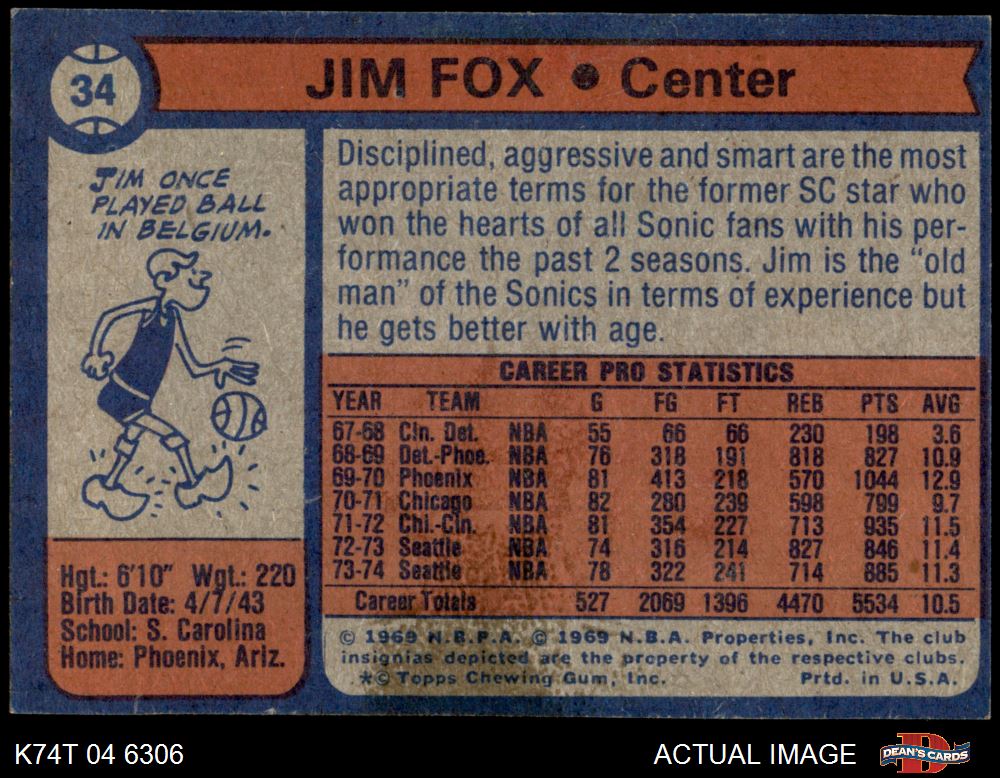 34
JIM FOX • Center
JIM ONCE
PLAYED BALL
IN BELGIUM.
Hgt.: 6'10" Wgt.: 220
Birth Date: 4/7/43
School: S. Carolina
Home: Phoenix, Ariz.
Disciplined, aggressive and smart are the most
appropriate terms for the former SC star who
won the hearts of all Sonic fans with his per-
formance the past 2 seasons. Jim is the "old
man" of the Sonics in terms of experience but
he gets better with age.
CAREER PRO STATISTICS
YEAR TEAM G FG FT REB PTS AVG
67-68 Cin. Det. NBA 55 66 66 230 198 3.6
68-69 Det.-Phoe. NBA 76 318 191 818 827 10.9
69-70 Phoenix NBA 81 413 218 570 1044 12.9
70-71 Chicago NBA 82 280 239 598 799 9.7
71-72 Chi.-Cin. NBA 81 354 227 713 935 11.5
72-73 Seattle NBA 74 316 214 827 846 11.4
73-74 Seattle NBA 78 322 241 714 885 11.3
Career Totals 527 2069 1396 4470 5534 10.5
© 1969 N.B.P.A. © 1969 N.B.A. Properties, Inc. The club
insignias depicted are the property of the respective clubs.
*© Topps Chewing Gum, Inc. Prtd. in U.S.A.
K74T 04 6306 ACTUAL IMAGE DEAN'S CARDS